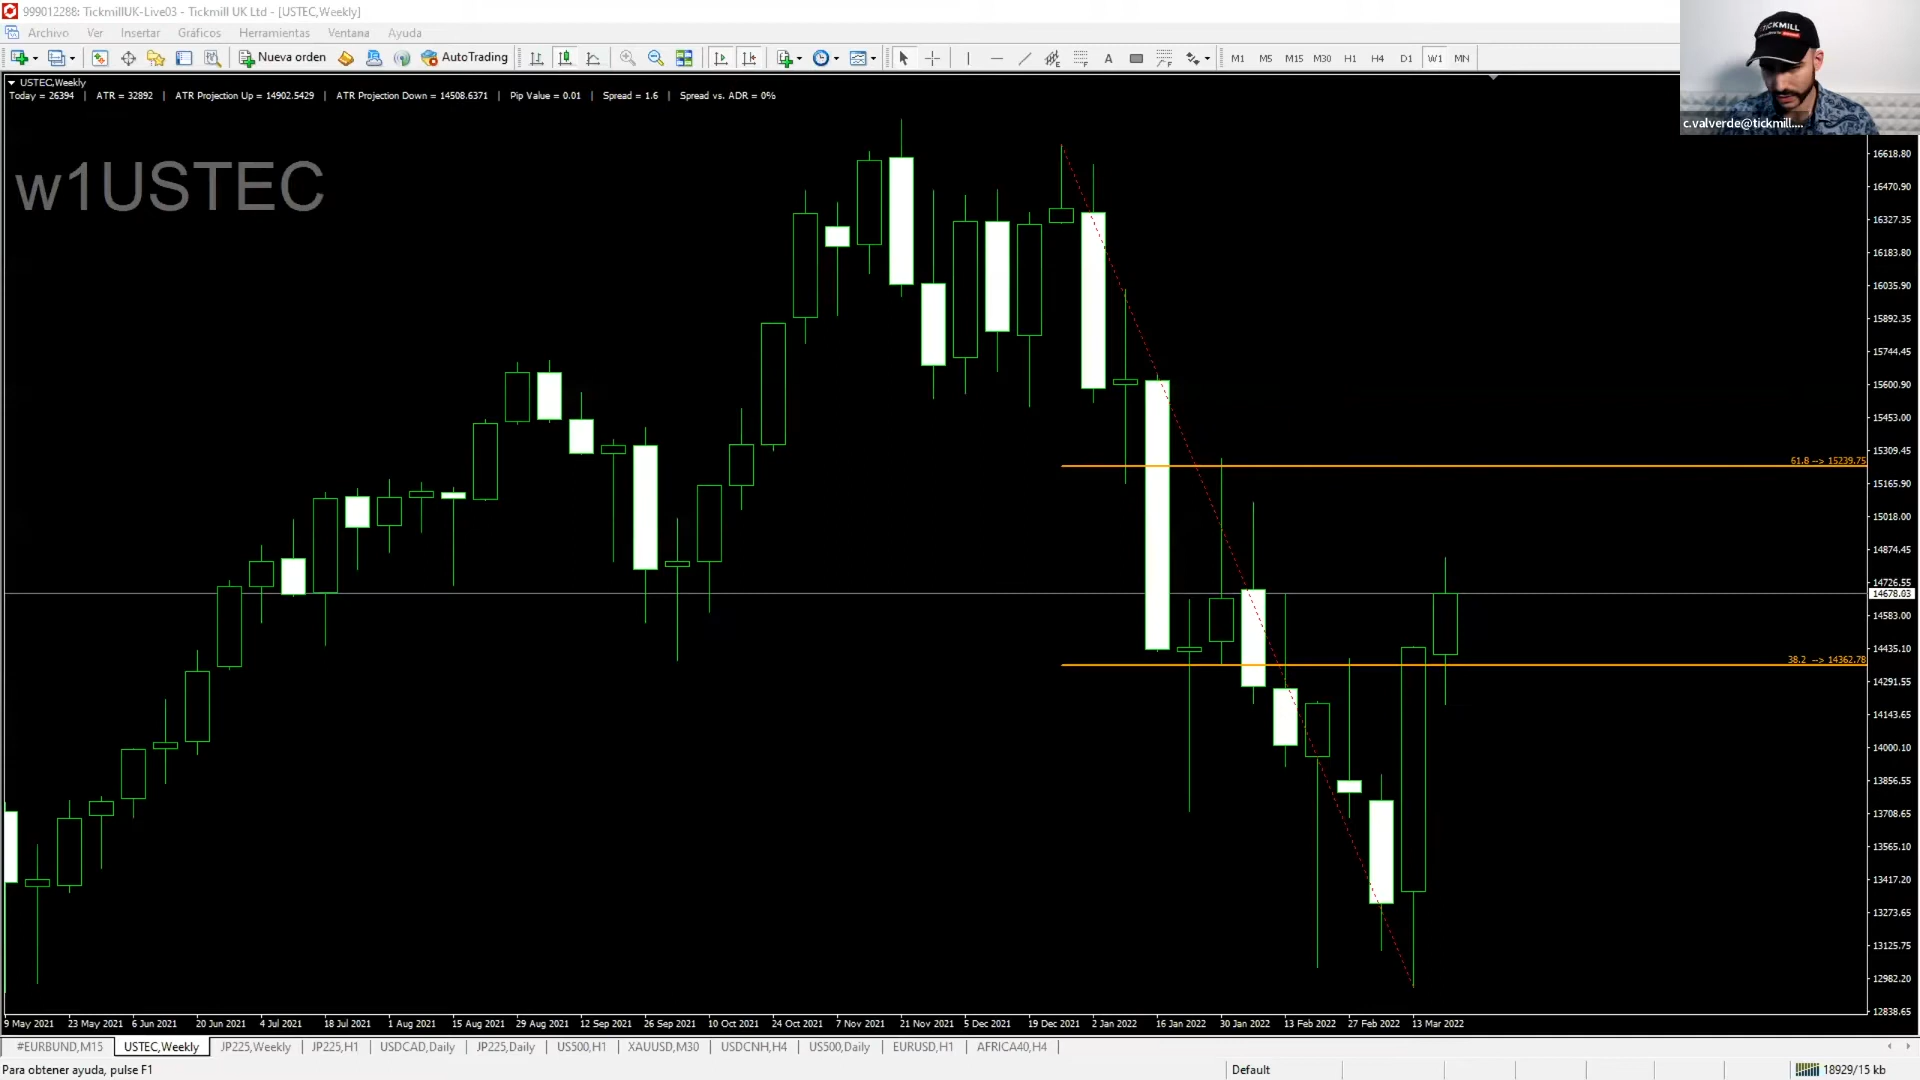 999012288: TickmillUK-Live03 - Tickmill UK Ltd - [USTEC,Weekly]
Archivo Ver Insertar Gráficos Herramientas Ventana Ayuda
Nueva orden AutoTrading A M1 M5 M15 M30 H1 H4 D1 W1 MN
USTEC,Weekly
Today = 26394 | ATR = 32892 | ATR Projection Up = 14902.5429 | ATR Projection Down = 14508.6371 | Pip Value = 0.01 | Spread = 1.6 | Spread vs. ADR = 0%
TICKMILL
c.valverde@tickmill....
w1USTEC
16618.80
16470.90
16327.35
16183.80
16035.90
15892.35
15744.45
15600.90
15453.00
61.8 --> 15239.75
15309.45
15165.90
15018.00
14874.45
14726.55
14678.03
14583.00
14435.10
38.2 --> 14362.78
14291.55
14143.65
14000.10
13856.55
13708.65
13565.10
13417.20
13273.65
13125.75
12982.20
12838.65
9 May 2021 23 May 2021 6 Jun 2021 20 Jun 2021 4 Jul 2021 18 Jul 2021 1 Aug 2021 15 Aug 2021 29 Aug 2021 12 Sep 2021 26 Sep 2021 10 Oct 2021 24 Oct 2021 7 Nov 2021 21 Nov 2021 5 Dec 2021 19 Dec 2021 2 Jan 2022 16 Jan 2022 30 Jan 2022 13 Feb 2022 27 Feb 2022 13 Mar 2022
#EURBUND,M15 USTEC,Weekly JP225,Weekly JP225,H1 USDCAD,Daily JP225,Daily US500,H1 XAUUSD,M30 USDCNH,H4 US500,Daily EURUSD,H1 AFRICA40,H4
Para obtener ayuda, pulse F1 Default 18929/15 kb